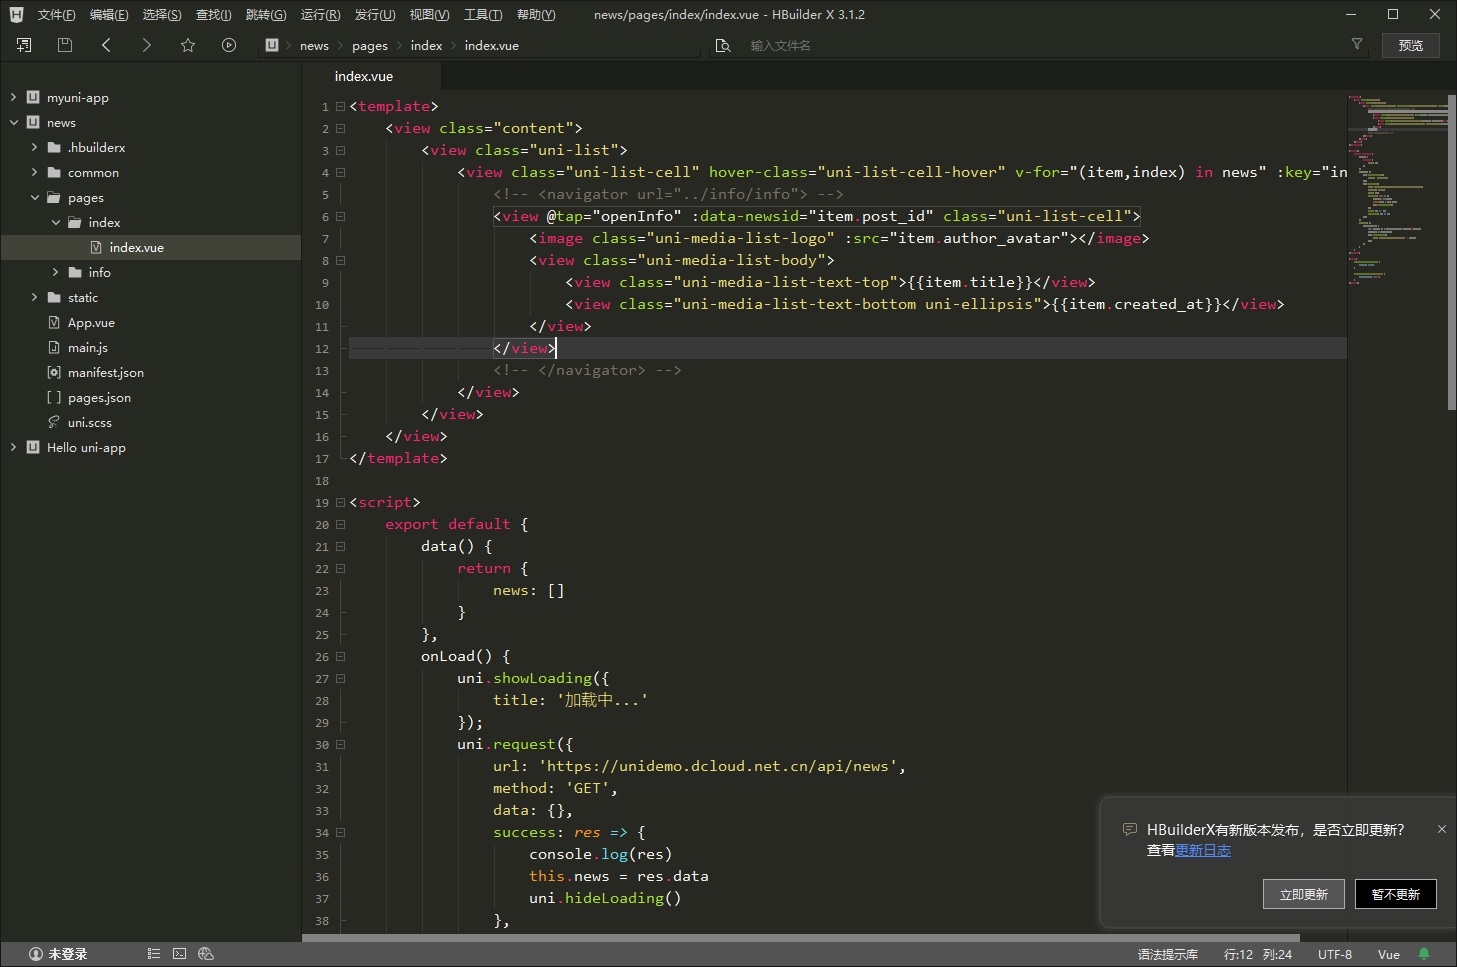 H 文件(F) 编辑(E) 选择(S) 查找(I) 跳转(G) 运行(R) 发行(U) 视图(V) 工具(T) 帮助(Y) news/pages/index/index.vue - HBuilder X 3.1.2
U news pages index index.vue 输入文件名 预览
index.vue
U myuni-app
U news
.hbuilderx
common
pages
index
index.vue
info
static
App.vue
main.js
manifest.json
pages.json
uni.scss
U Hello uni-app
1 <template>
2 <view class="content">
3 <view class="uni-list">
4 <view class="uni-list-cell" hover-class="uni-list-cell-hover" v-for="(item,index) in news" :key="in
5 <!-- <navigator url="../info/info"> -->
6 <view @tap="openInfo" :data-newsid="item.post_id" class="uni-list-cell">
7 <image class="uni-media-list-logo" :src="item.author_avatar"></image>
8 <view class="uni-media-list-body">
9 <view class="uni-media-list-text-top">{{item.title}}</view>
10 <view class="uni-media-list-text-bottom uni-ellipsis">{{item.created_at}}</view>
11 </view>
12 </view>
13 <!-- </navigator> -->
14 </view>
15 </view>
16 </view>
17 </template>
18
19 <script>
20 export default {
21 data() {
22 return {
23 news: []
24 }
25 },
26 onLoad() {
27 uni.showLoading({
28 title: '加载中...'
29 });
30 uni.request({
31 url: 'https://unidemo.dcloud.net.cn/api/news',
32 method: 'GET',
33 data: {},
34 success: res => {
35 console.log(res)
36 this.news = res.data
37 uni.hideLoading()
38 },
HBuilderX有新版本发布，是否立即更新？
查看更新日志
立即更新 暂不更新
未登录 语法提示库 行:12 列:24 UTF-8 Vue